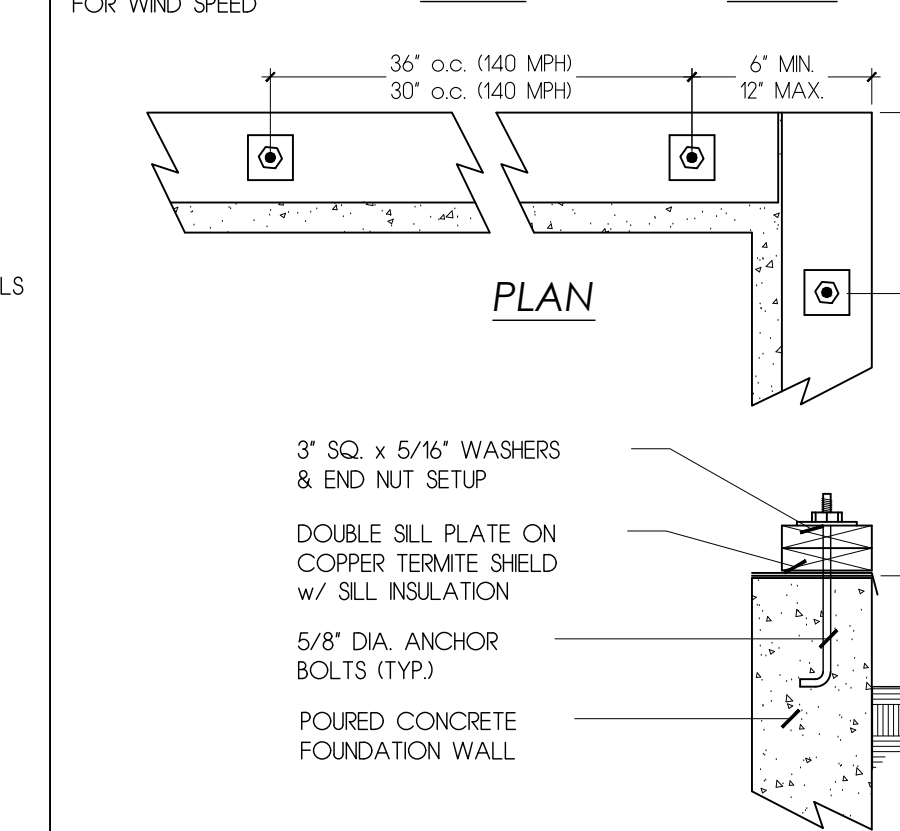 FOR WIND SPEED
36" o.c. (140 MPH)
30" o.c. (140 MPH)
6" MIN.
12" MAX.
LS
PLAN
3" SQ. x 5/16" WASHERS
& END NUT SETUP
DOUBLE SILL PLATE ON
COPPER TERMITE SHIELD
w/ SILL INSULATION
5/8" DIA. ANCHOR
BOLTS (TYP.)
POURED CONCRETE
FOUNDATION WALL